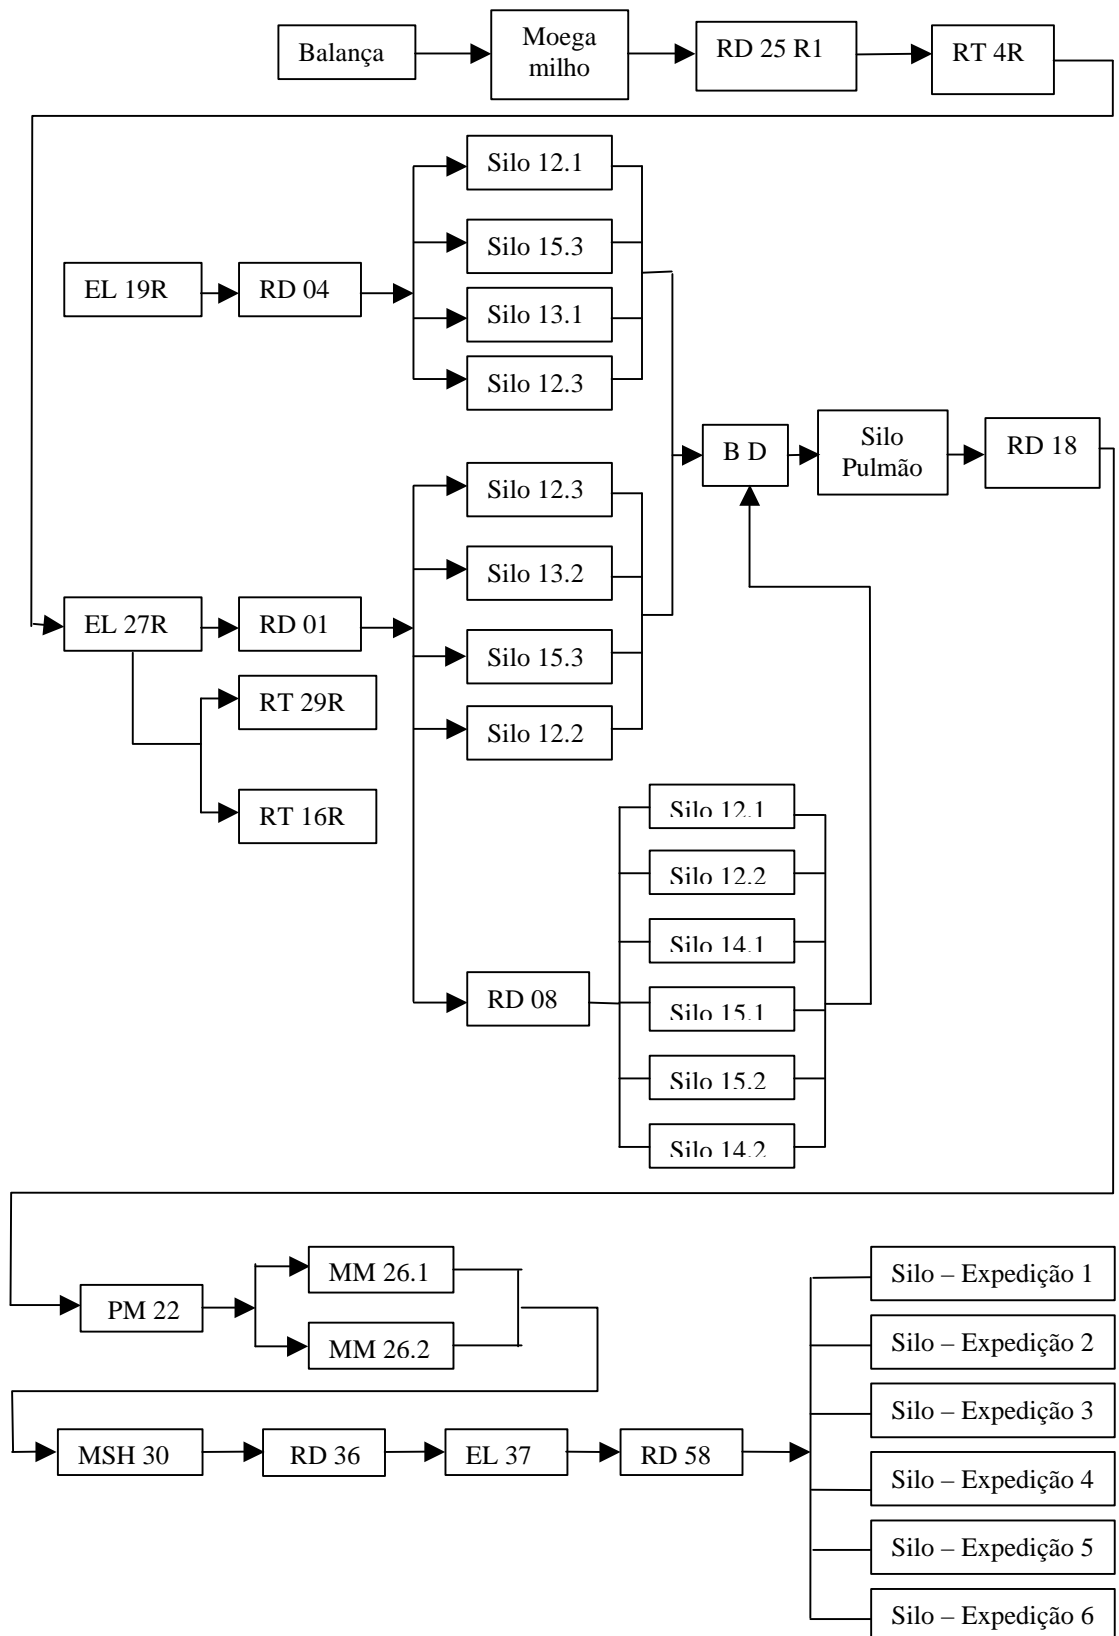 Balança
Moega
milho
RD 25 R1
RT 4R
Silo 12.1
Silo 15.3
EL 19R
RD 04
Silo 13.1
Silo 12.3
B D
Silo
Pulmão
RD 18
Silo 12.3
Silo 13.2
EL 27R
RD 01
Silo 15.3
RT 29R
Silo 12.2
RT 16R
Silo 12.1
Silo 12.2
Silo 14.1
RD 08
Silo 15.1
Silo 15.2
Silo 14.2
PM 22
MM 26.1
MM 26.2
Silo – Expedição 1
Silo – Expedição 2
Silo – Expedição 3
MSH 30
RD 36
EL 37
RD 58
Silo – Expedição 4
Silo – Expedição 5
Silo – Expedição 6